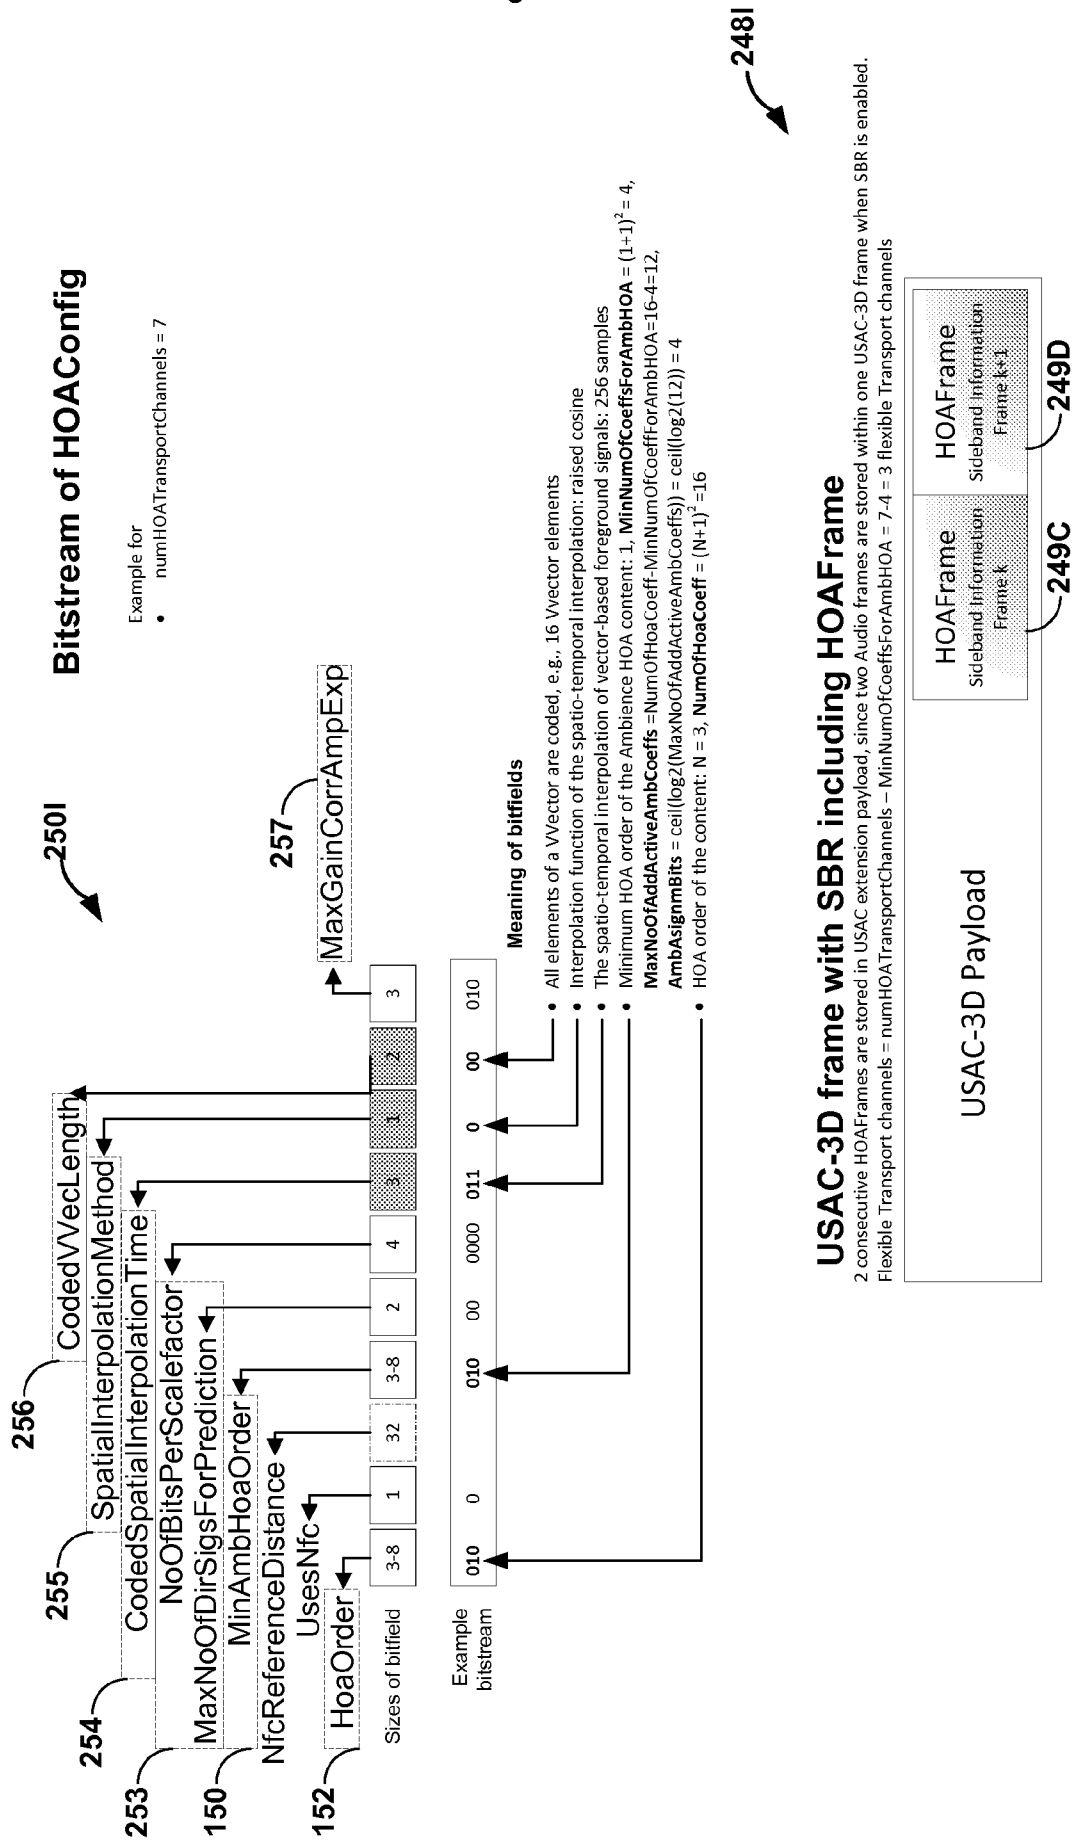 Bitstream of HOAConfig
250I
Example for
• numHOATransportChannels = 7
256
CodedVVecLength
255
SpatialInterpolationMethod
254
CodedSpatialInterpolationTime
253
NoOfBitsPerScalefactor
MaxNoOfDirSigsForPrediction
150
MinAmbHoaOrder
NfcReferenceDistance
UsesNfc
152
HoaOrder
257
MaxGainCorrAmpExp
Sizes of bitfield
3-8 1 32 3-8 2 4 3 1 2 3
Example
bitstream
010 0 010 00 0000 011 0 00 010
Meaning of bitfields
• All elements of a VVector are coded, e.g., 16 Vvector elements
• Interpolation function of the spatio-temporal interpolation: raised cosine
• The spatio-temporal interpolation of vector-based foreground signals: 256 samples
• Minimum HOA order of the Ambience HOA content: 1, MinNumOfCoeffsForAmbHOA = (1+1)² = 4,
MaxNoOfAddActiveAmbCoeffs =NumOfHoaCoeff-MinNumOfCoeffForAmbHOA=16-4=12,
AmbAsignmBits = ceil(log2(MaxNoOfAddActiveAmbCoeffs)) = ceil(log2(12)) = 4
• HOA order of the content: N = 3, NumOfHoaCoeff = (N+1)² =16
248I
USAC-3D frame with SBR including HOAFrame
2 consecutive HOAFrames are stored in USAC extension payload, since two Audio frames are stored within one USAC-3D frame when SBR is enabled.
Flexible Transport channels = numHOATransportChannels – MinNumOfCoeffsForAmbHOA = 7-4 = 3 flexible Transport channels
USAC-3D Payload
HOAFrame
Sideband Information
Frame k
HOAFrame
Sideband Information
Frame k+1
249C
249D